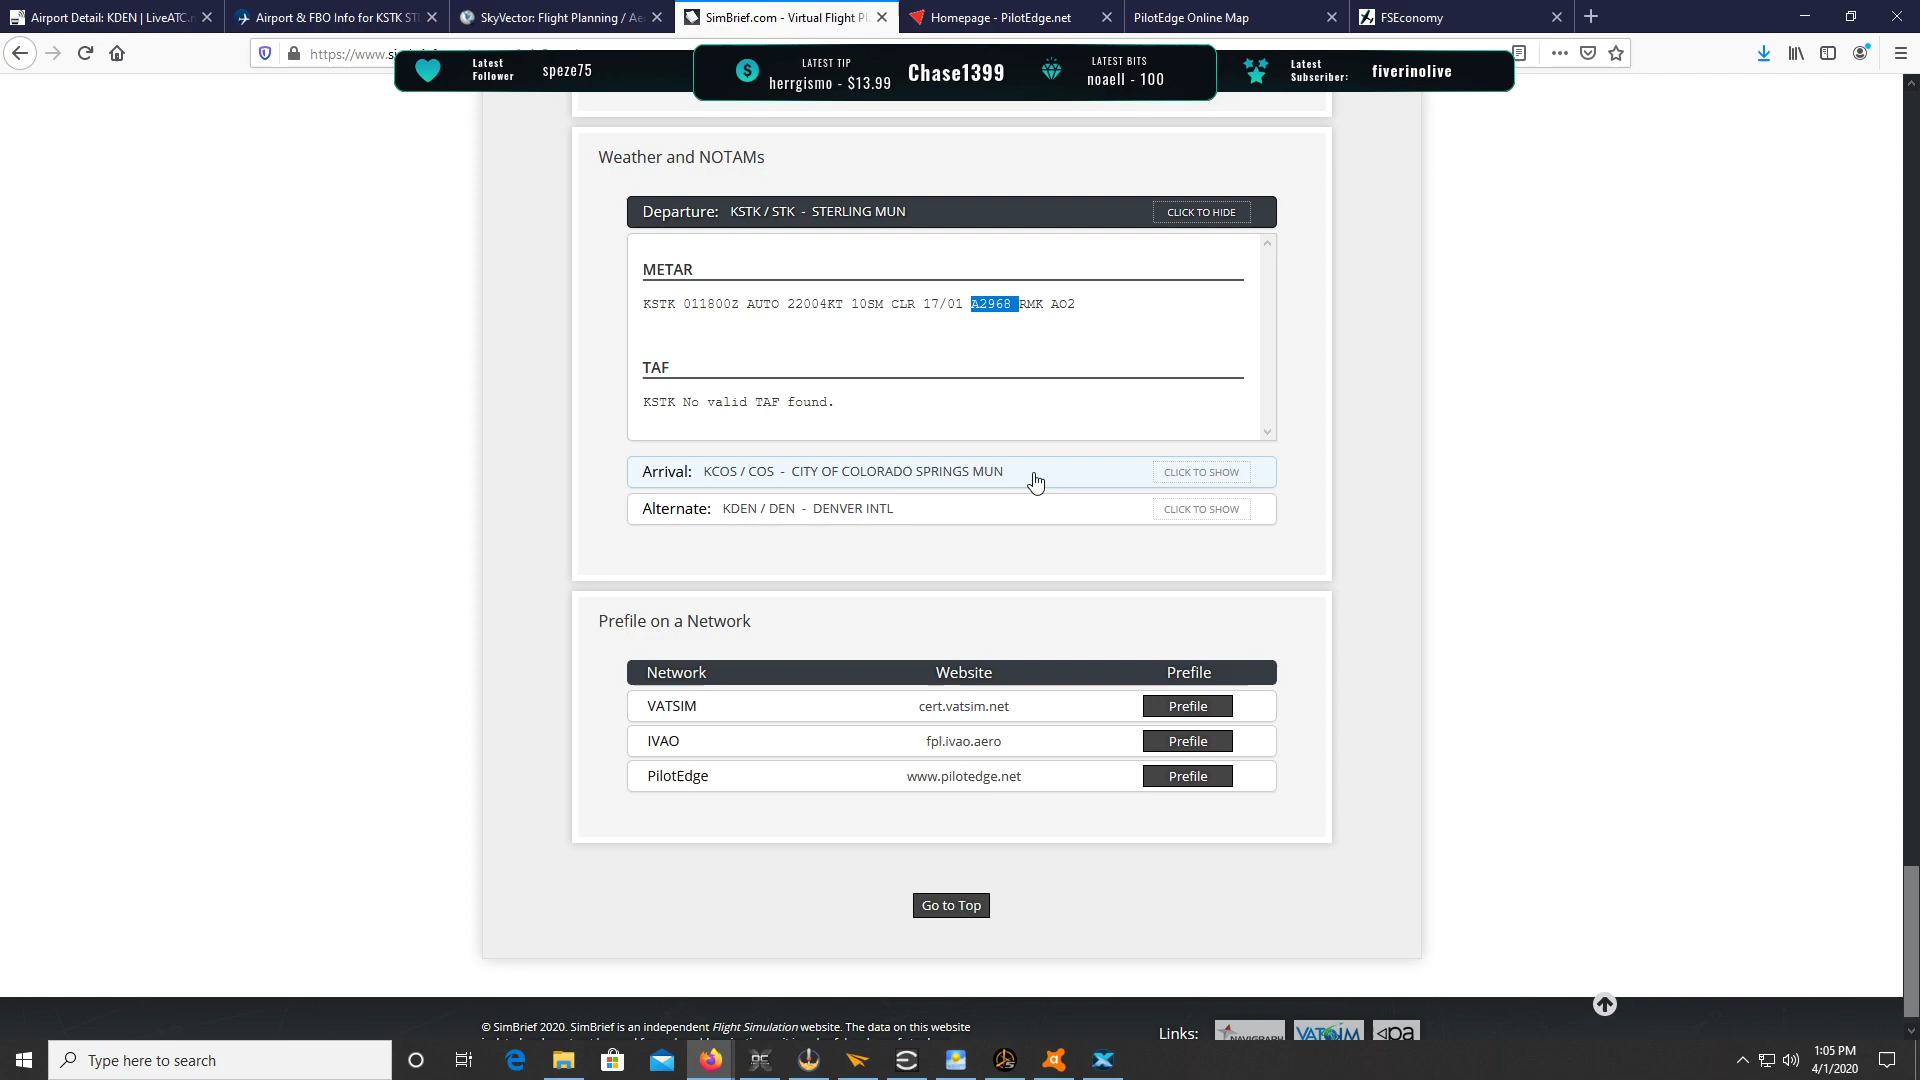 Airport Detail: KDEN | LiveATC.n
Airport & FBO Info for KSTK ST
SkyVector: Flight Planning / Ae
SimBrief.com - Virtual Flight Pl
Homepage - PilotEdge.net
PilotEdge Online Map
FSEconomy
https://www.si
Latest Follower
speze75
LATEST TIP
herrgismo - $13.99
Chase1399
LATEST BITS
noaell - 100
Latest Subscriber:
fiverinolive
Weather and NOTAMs
Departure: KSTK / STK - STERLING MUN
CLICK TO HIDE
METAR
KSTK 011800Z AUTO 22004KT 10SM CLR 17/01 A2968 RMK AO2
TAF
KSTK No valid TAF found.
Arrival: KCOS / COS - CITY OF COLORADO SPRINGS MUN
CLICK TO SHOW
Alternate: KDEN / DEN - DENVER INTL
CLICK TO SHOW
Prefile on a Network
Network Website Prefile
VATSIM cert.vatsim.net Prefile
IVAO fpl.ivao.aero Prefile
PilotEdge www.pilotedge.net Prefile
Go to Top
© SimBrief 2020. SimBrief is an independent Flight Simulation website. The data on this website
Links:
NAVIGRAPH
VATSIM
Type here to search
1:05 PM
4/1/2020